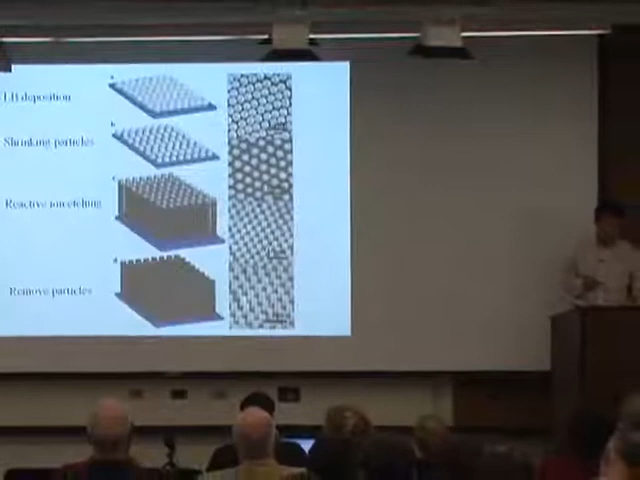 LB deposition
Shrinking particles
Reactive ion etching
Remove particles